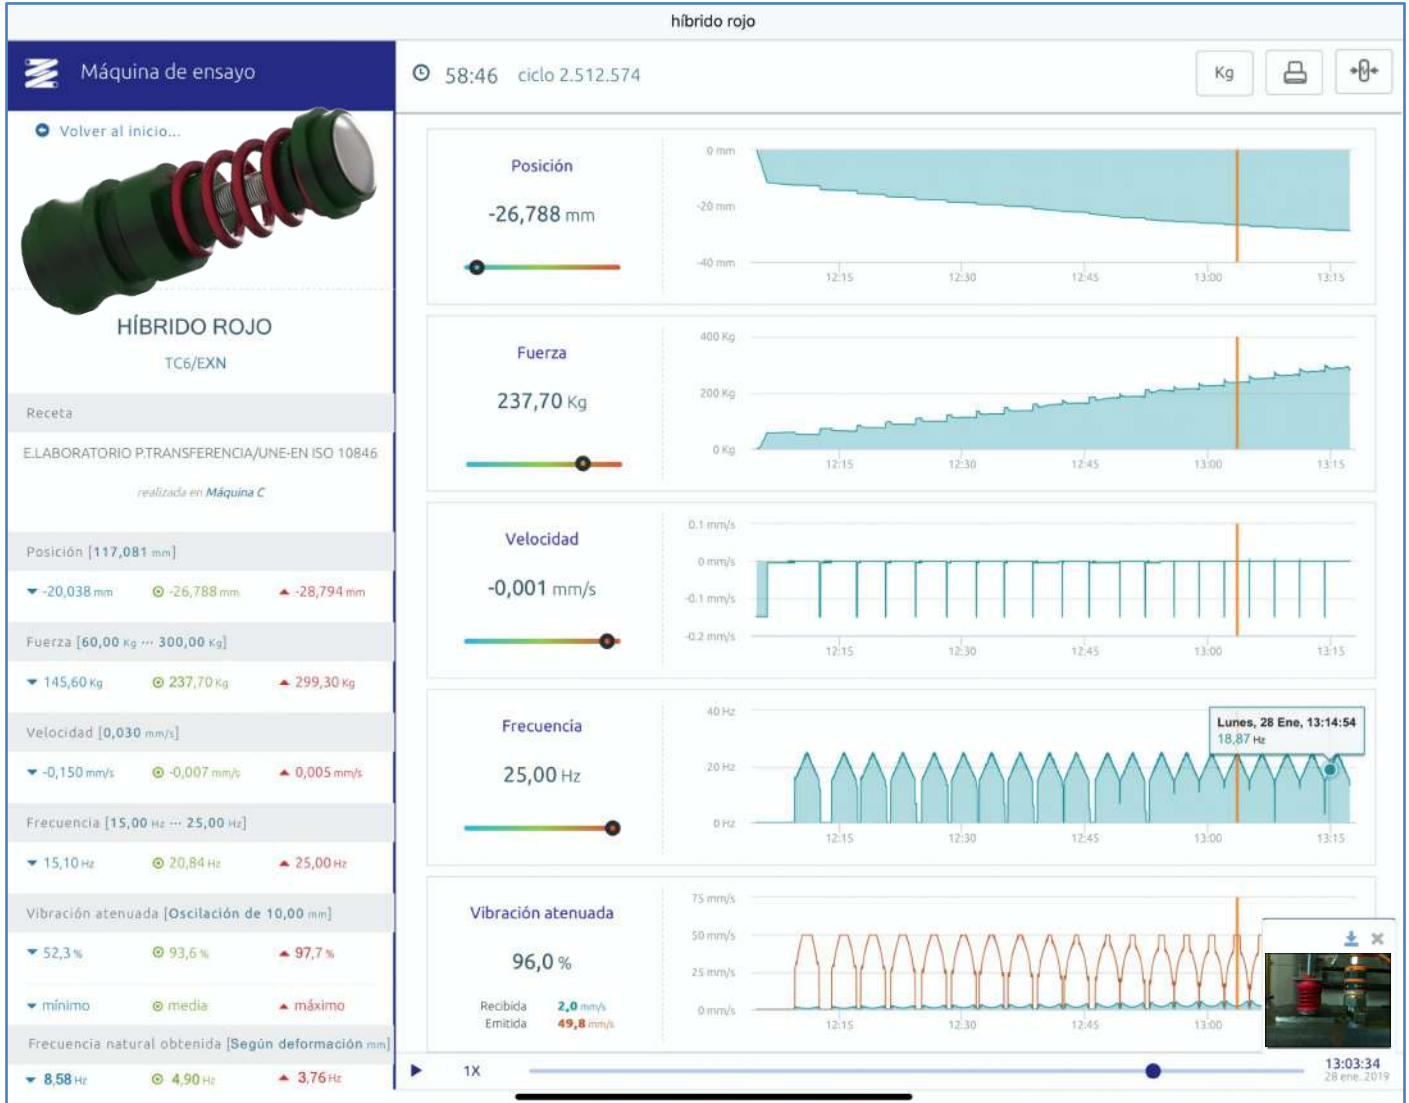 híbrido rojo
Máquina de ensayo
58:46 ciclo 2.512.574
Kg
Volver al inicio...
HÍBRIDO ROJO
TC6/EXN
Receta
E.LABORATORIO P.TRANSFERENCIA/UNE-EN ISO 10846
realizada en Máquina C
Posición [117,081 mm]
-20,038 mm -26,788 mm -28,794 mm
Fuerza [60,00 Kg ... 300,00 Kg]
145,60 Kg 237,70 Kg 299,30 Kg
Velocidad [0,030 mm/s]
-0,150 mm/s -0,007 mm/s 0,005 mm/s
Frecuencia [15,00 Hz ... 25,00 Hz]
15,10 Hz 20,84 Hz 25,00 Hz
Vibración atenuada [Oscilación de 10,00 mm]
52,3 % 93,6 % 97,7 %
mínimo media máximo
Frecuencia natural obtenida [Según deformación mm]
8,58 Hz 4,90 Hz 3,76 Hz
Posición
-26,788 mm
0 mm
-20 mm
-40 mm
12:15 12:30 12:45 13:00 13:15
Fuerza
237,70 Kg
400 Kg
200 Kg
0 Kg
12:15 12:30 12:45 13:00 13:15
Velocidad
-0,001 mm/s
0.1 mm/s
0 mm/s
-0.1 mm/s
-0.2 mm/s
12:15 12:30 12:45 13:00 13:15
Frecuencia
25,00 Hz
40 Hz
20 Hz
0 Hz
Lunes, 28 Ene, 13:14:54
18,87 Hz
12:15 12:30 12:45 13:00 13:15
Vibración atenuada
96,0 %
Recibida 2,0 mm/s
Emitida 49,8 mm/s
75 mm/s
50 mm/s
25 mm/s
0 mm/s
12:15 12:30 12:45 13:00
1X
13:03:34
28 ene. 2019